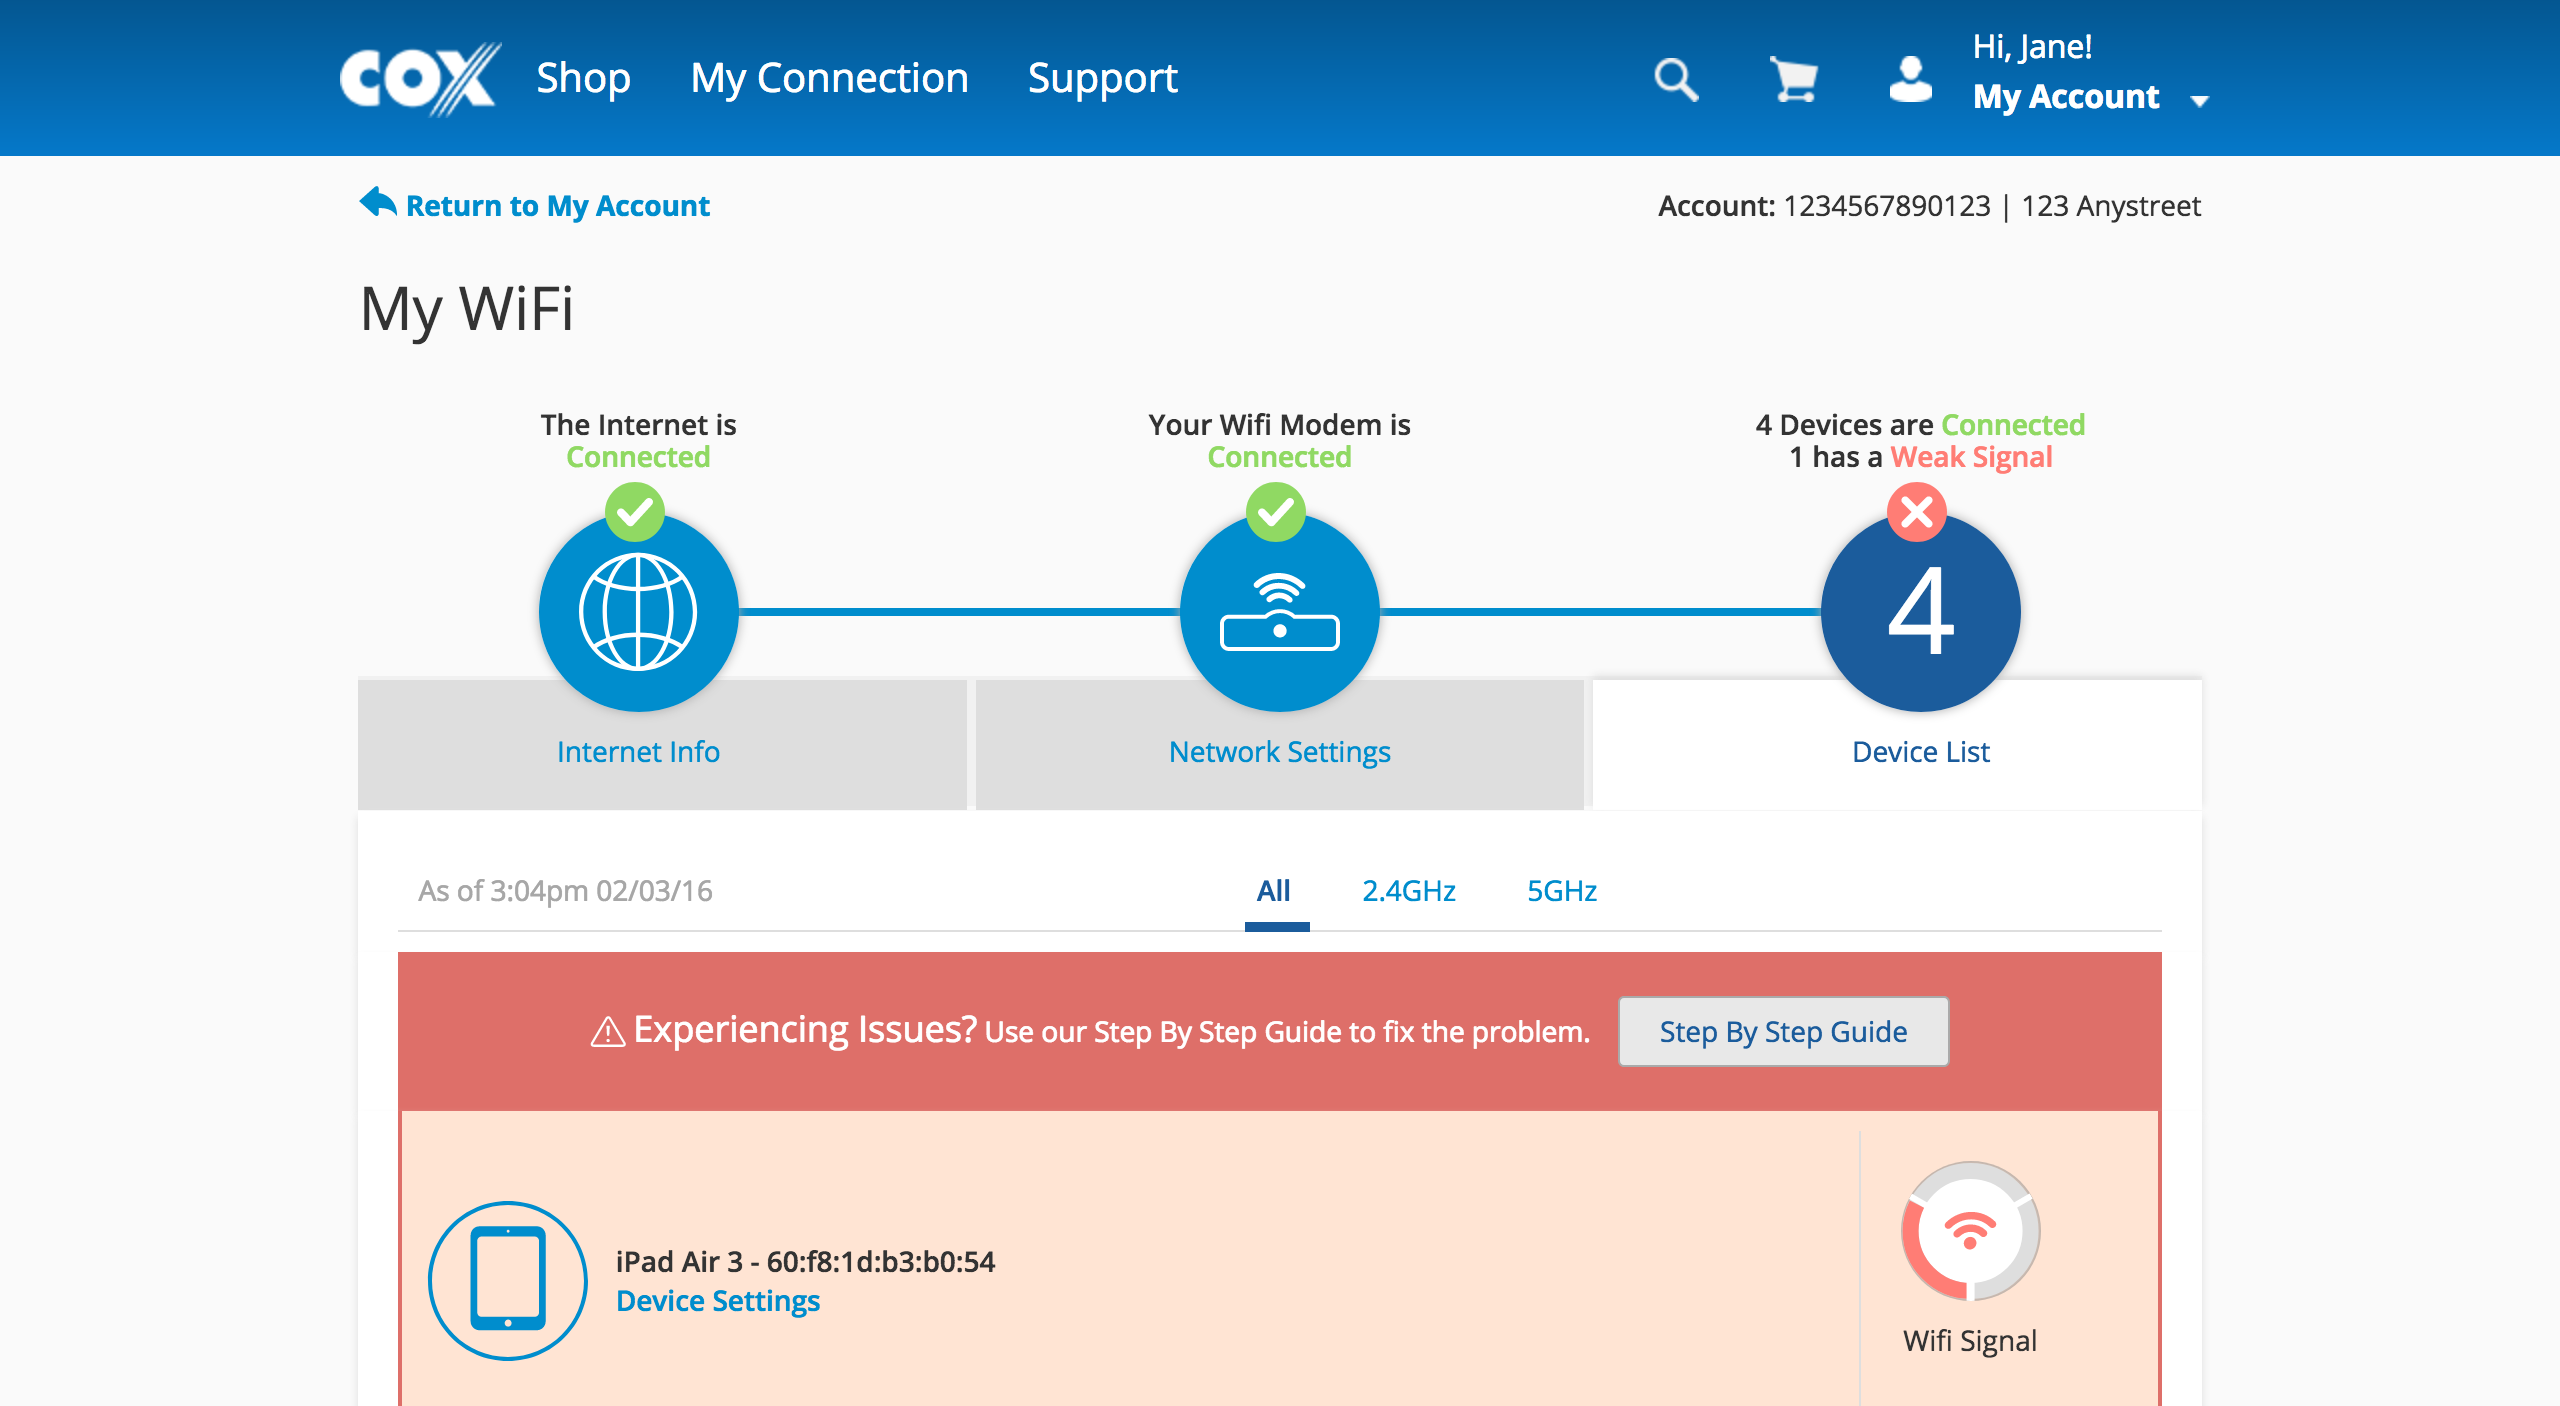 COX
Shop
My Connection
Support
Hi, Jane!
My Account
Return to My Account
Account: 1234567890123 | 123 Anystreet
My WiFi
The Internet is
Connected
Your Wifi Modem is
Connected
4 Devices are Connected
1 has a Weak Signal
4
Internet Info
Network Settings
Device List
As of 3:04pm 02/03/16
All
2.4GHz
5GHz
Experiencing Issues? Use our Step By Step Guide to fix the problem.
Step By Step Guide
iPad Air 3 - 60:f8:1d:b3:b0:54
Device Settings
Wifi Signal